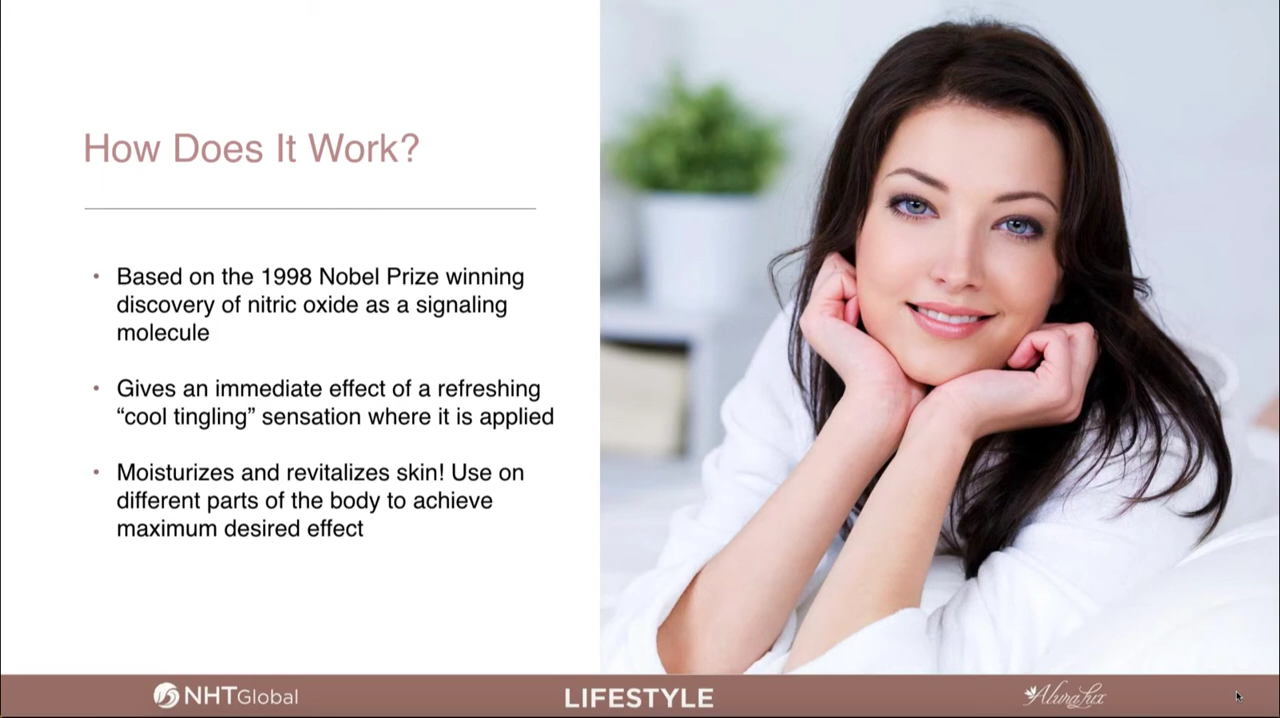 How Does It Work?
• Based on the 1998 Nobel Prize winning
discovery of nitric oxide as a signaling
molecule
• Gives an immediate effect of a refreshing
“cool tingling” sensation where it is applied
• Moisturizes and revitalizes skin! Use on
different parts of the body to achieve
maximum desired effect
NHTGlobal
LIFESTYLE
AluraLux